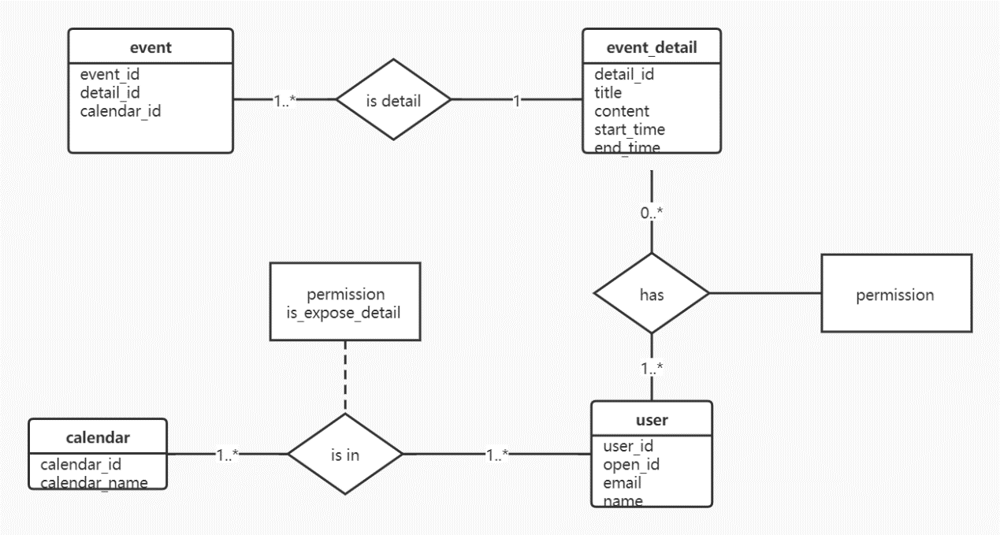 event
event_id
detail_id
calendar_id
1..*
is detail
1
event_detail
detail_id
title
content
start_time
end_time
0..*
has
permission
1..*
permission
is_expose_detail
calendar
calendar_id
calendar_name
1..*
is in
1..*
user
user_id
open_id
email
name